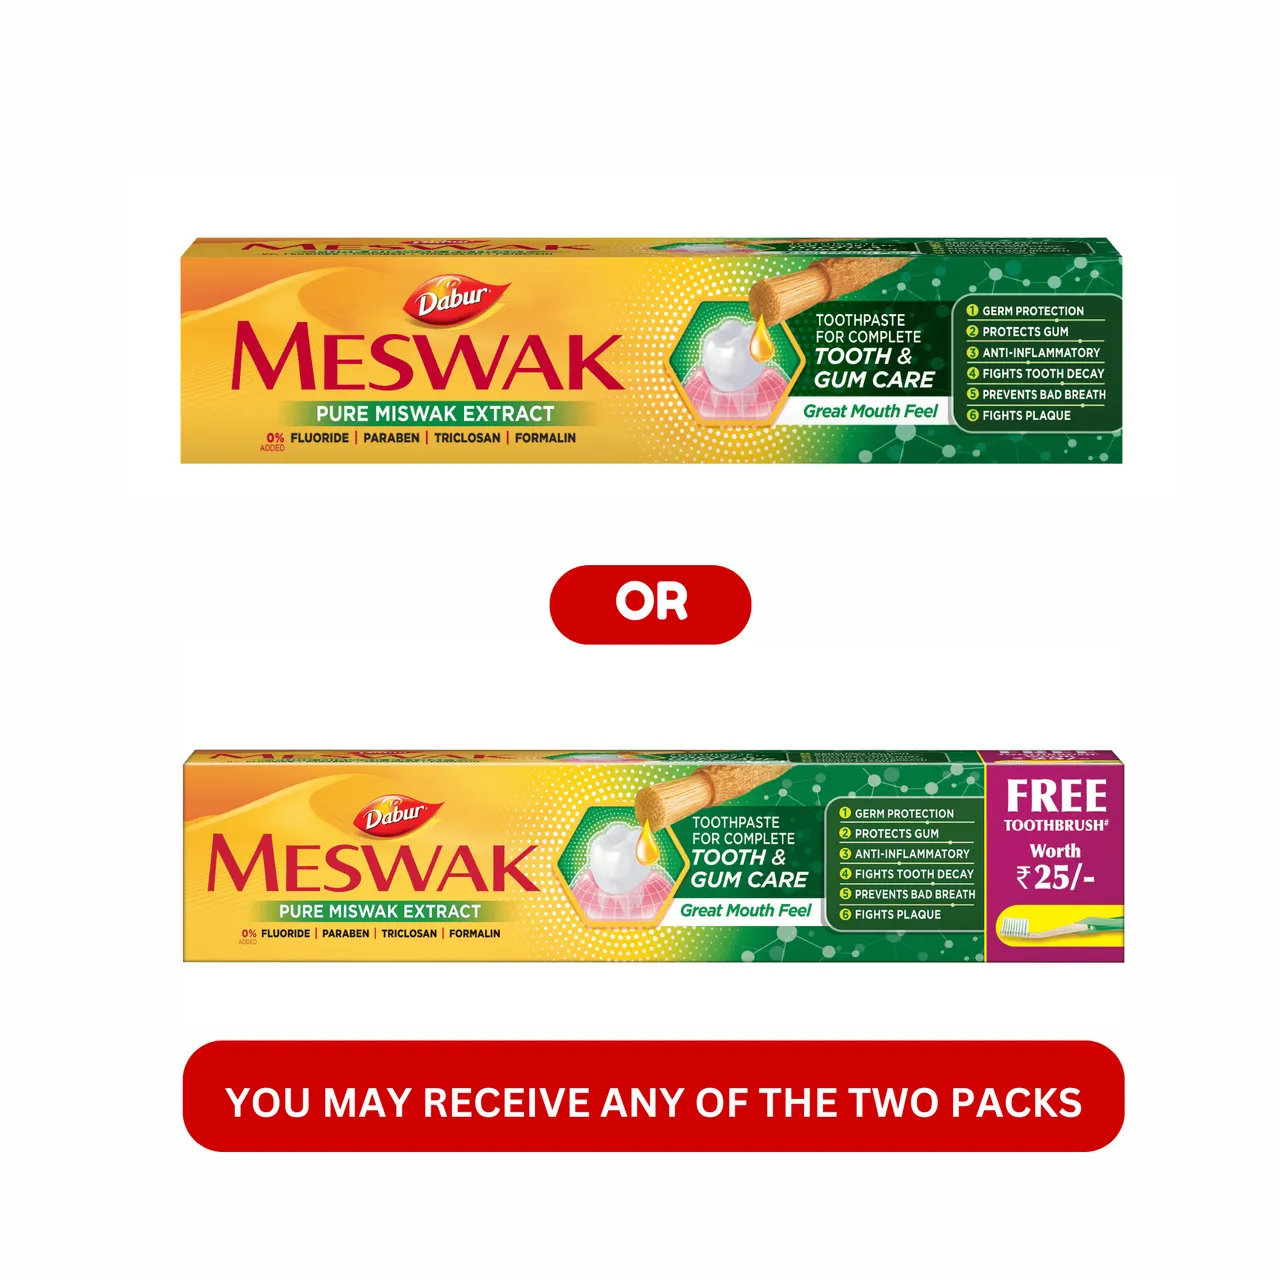 MESWAK
Dabur
MESWAK
PURE MISWAK EXTRACT
0% ADDED FLUORIDE | PARABEN | TRICLOSAN | FORMALIN
TOOTHPASTE
FOR COMPLETE
TOOTH &
GUM CARE
Great Mouth Feel
1 GERM PROTECTION
2 PROTECTS GUM
3 ANTI-INFLAMMATORY
4 FIGHTS TOOTH DECAY
5 PREVENTS BAD BREATH
6 FIGHTS PLAQUE
OR
Dabur
MESWAK
PURE MISWAK EXTRACT
0% ADDED FLUORIDE | PARABEN | TRICLOSAN | FORMALIN
TOOTHPASTE
FOR COMPLETE
TOOTH &
GUM CARE
Great Mouth Feel
1 GERM PROTECTION
2 PROTECTS GUM
3 ANTI-INFLAMMATORY
4 FIGHTS TOOTH DECAY
5 PREVENTS BAD BREATH
6 FIGHTS PLAQUE
FREE
TOOTHBRUSH#
Worth
₹25/-
YOU MAY RECEIVE ANY OF THE TWO PACKS